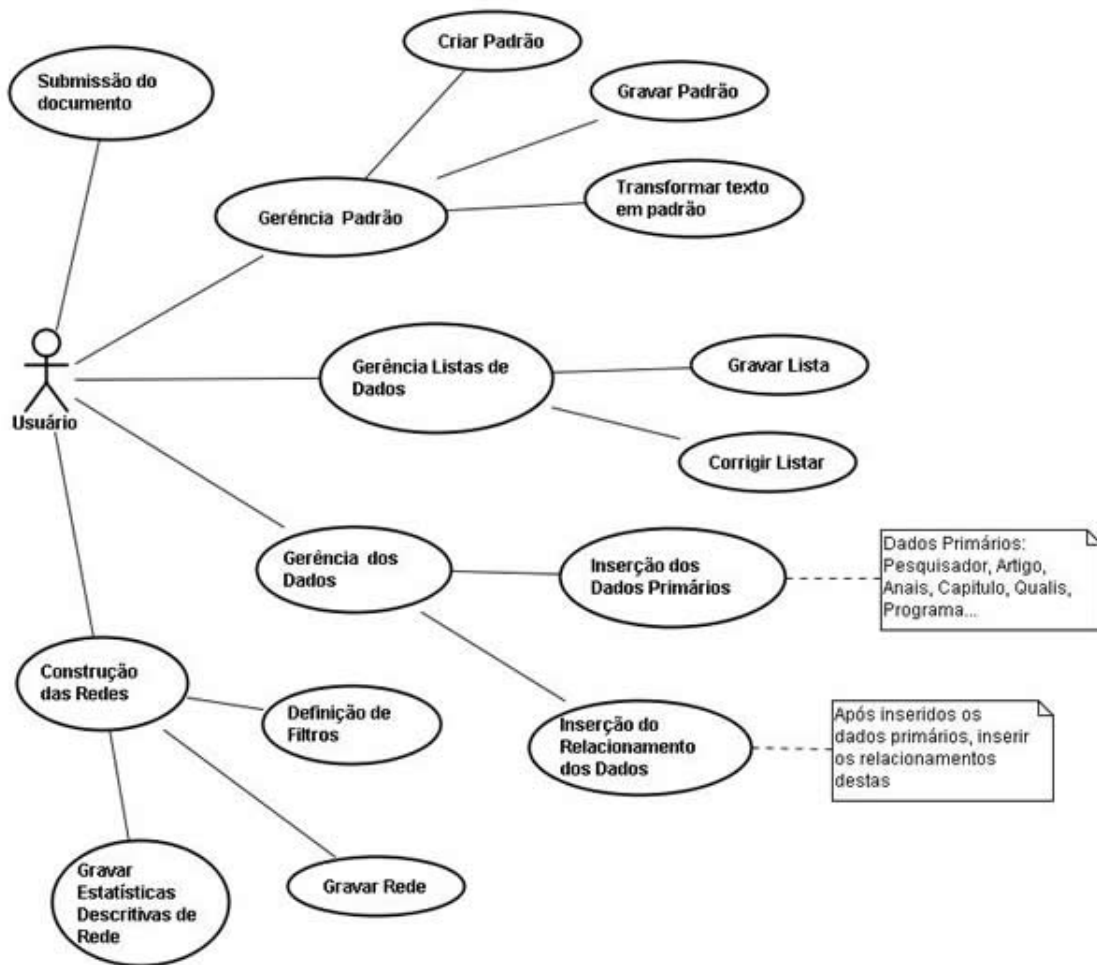 Criar Padrão
Submissão do
documento
Gravar Padrão
Transformar texto
em padrão
Gerência Padrão
Gerência Listas de
Dados
Gravar Lista
Usuário
Corrigir Listar
Gerência dos
Dados
Inserção dos
Dados Primários
Dados Primários:
Pesquisador, Artigo,
Anais, Capitulo, Qualis,
Programa...
Construção
das Redes
Definição de
Filtros
Inserção do
Relacionamento
dos Dados
Após inseridos os
dados primários, inserir
os relacionamentos
destas
Gravar
Estatísticas
Descritivas de
Rede
Gravar Rede